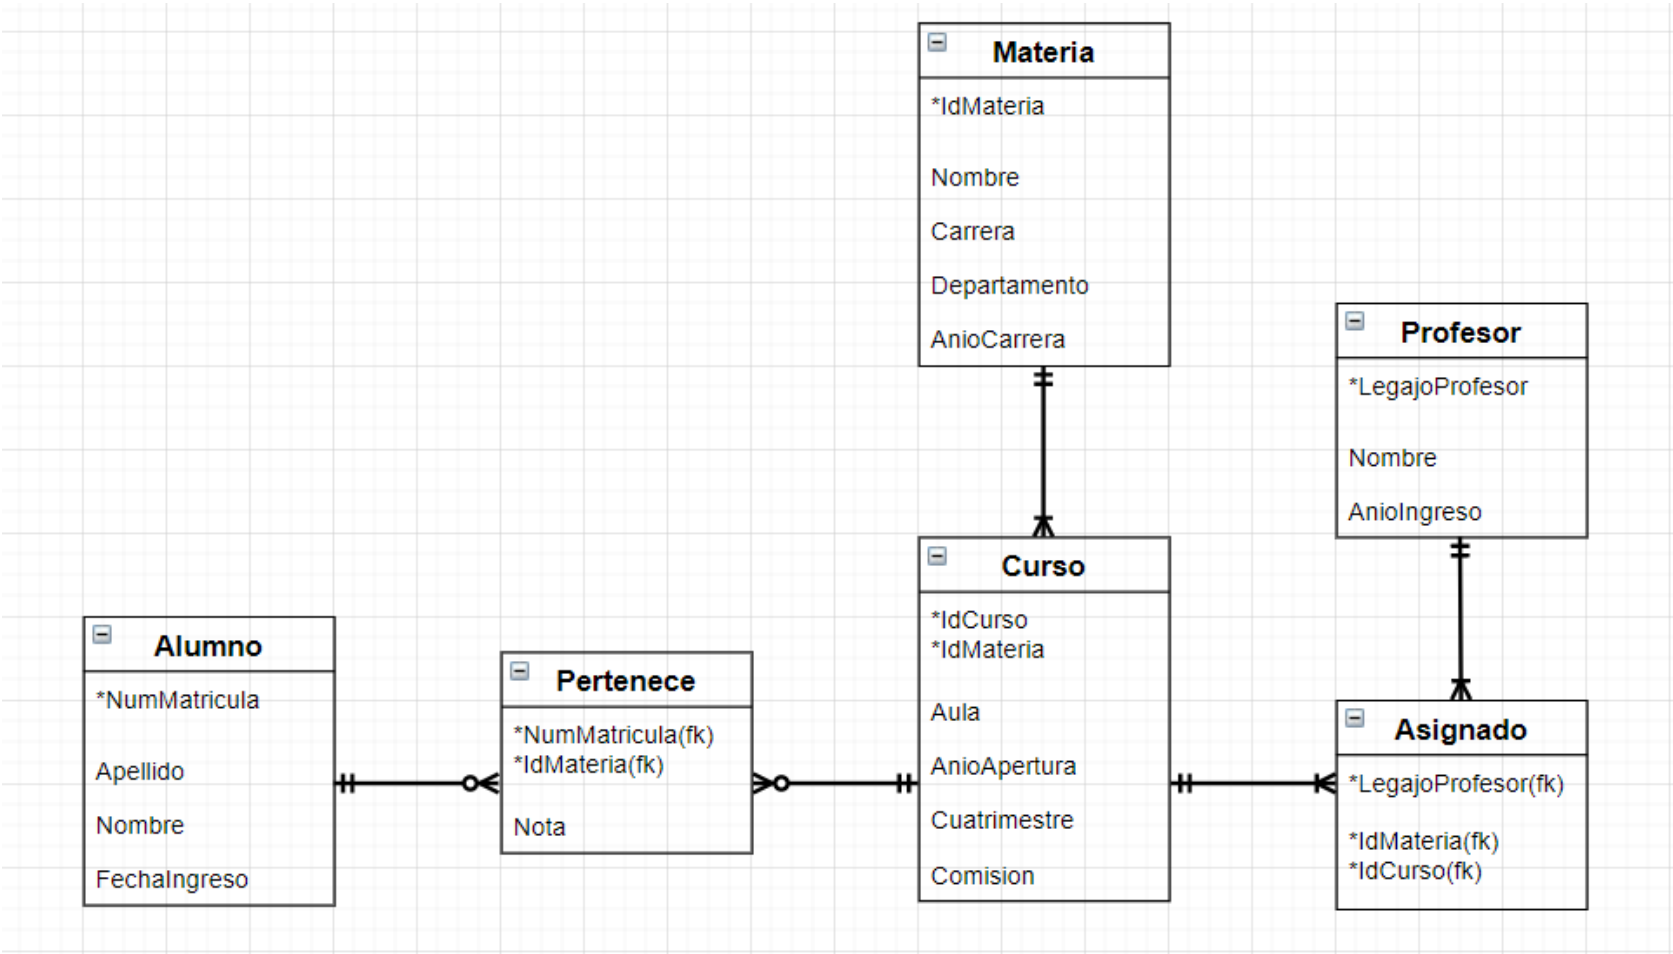 Materia
*IdMateria
Nombre
Carrera
Departamento
AnioCarrera
Profesor
*LegajoProfesor
Nombre
AnioIngreso
Curso
*IdCurso
*IdMateria
Aula
AnioApertura
Cuatrimestre
Comision
Alumno
*NumMatricula
Apellido
Nombre
FechaIngreso
Pertenece
*NumMatricula(fk)
*IdMateria(fk)
Nota
Asignado
*LegajoProfesor(fk)
*IdMateria(fk)
*IdCurso(fk)